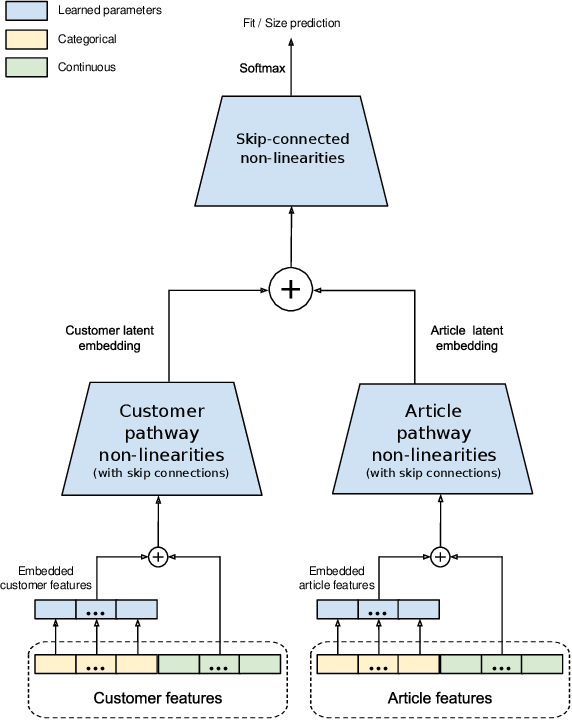 Learned parameters
Categorical
Continuous
Fit / Size prediction
Softmax
Skip-connected
non-linearities
+
Customer latent
embedding
Article latent
embedding
Customer
pathway
non-linearities
(with skip connections)
Article
pathway
non-linearities
(with skip connections)
+
+
Embedded
customer features
Embedded
article features
...
...
... ...
... ...
Customer features
Article features